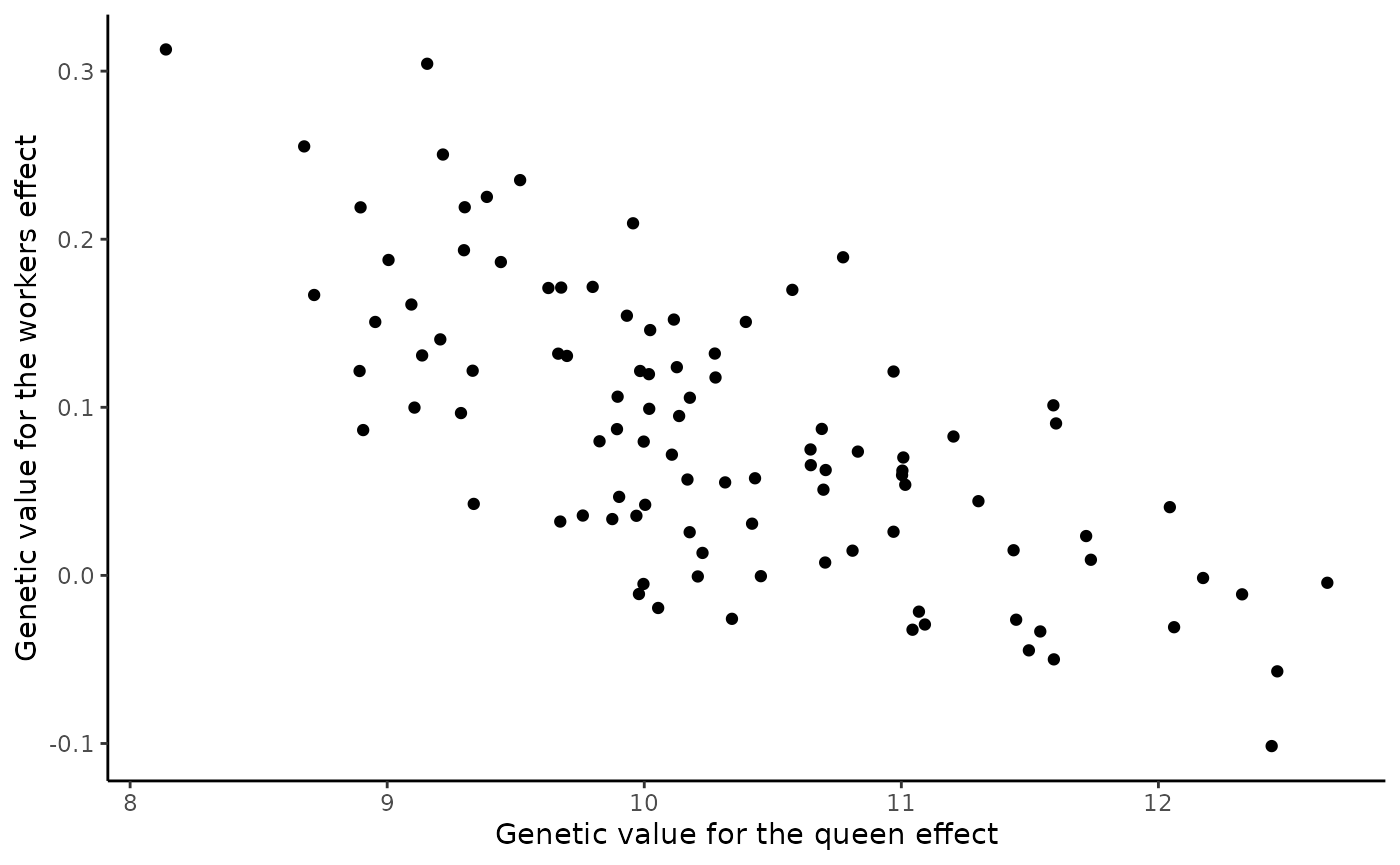 Genetic value for the workers effect
0.3
0.2
0.1
0.0
-0.1
8 9 10 11 12
Genetic value for the queen effect